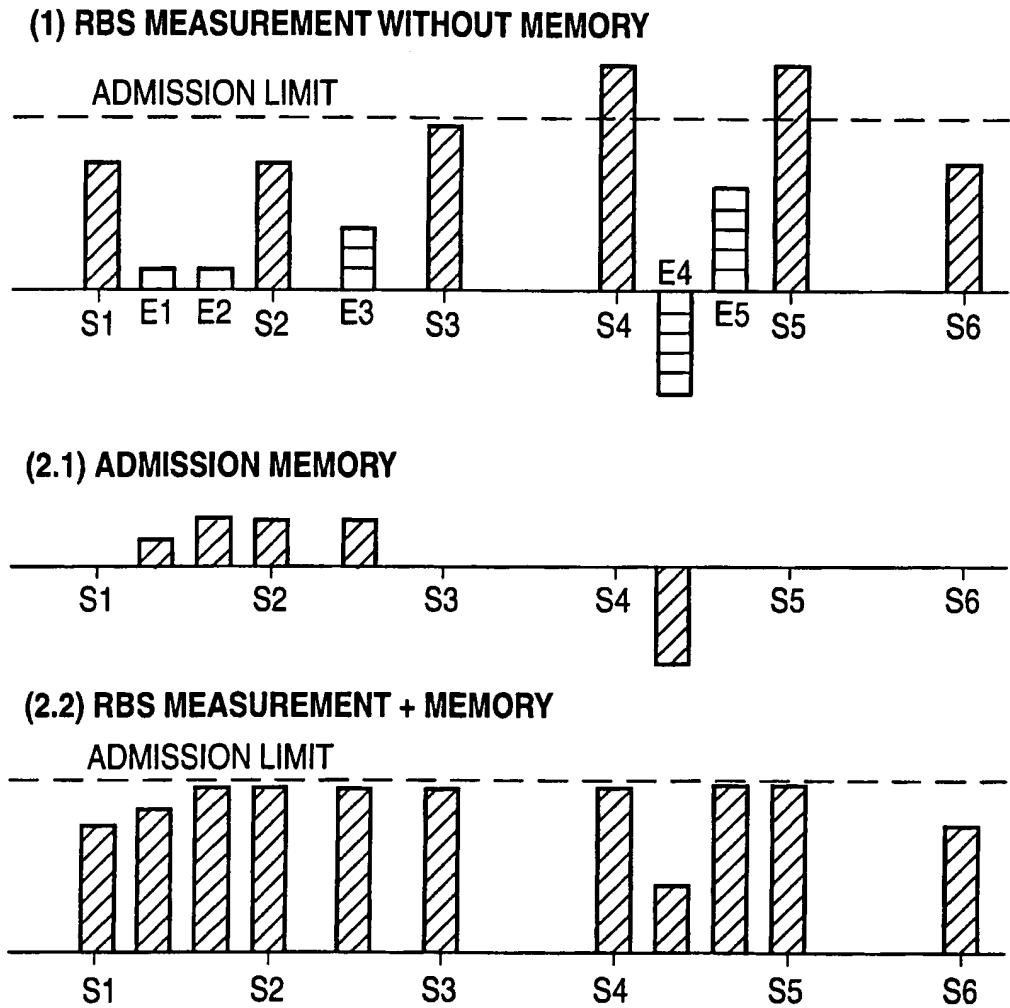 (1) RBS MEASUREMENT WITHOUT MEMORY
ADMISSION LIMIT
E4
S1 E1 E2 S2 E3 S3 S4 E5 S5 S6
(2.1) ADMISSION MEMORY
S1 S2 S3 S4 S5 S6
(2.2) RBS MEASUREMENT + MEMORY
ADMISSION LIMIT
S1 S2 S3 S4 S5 S6